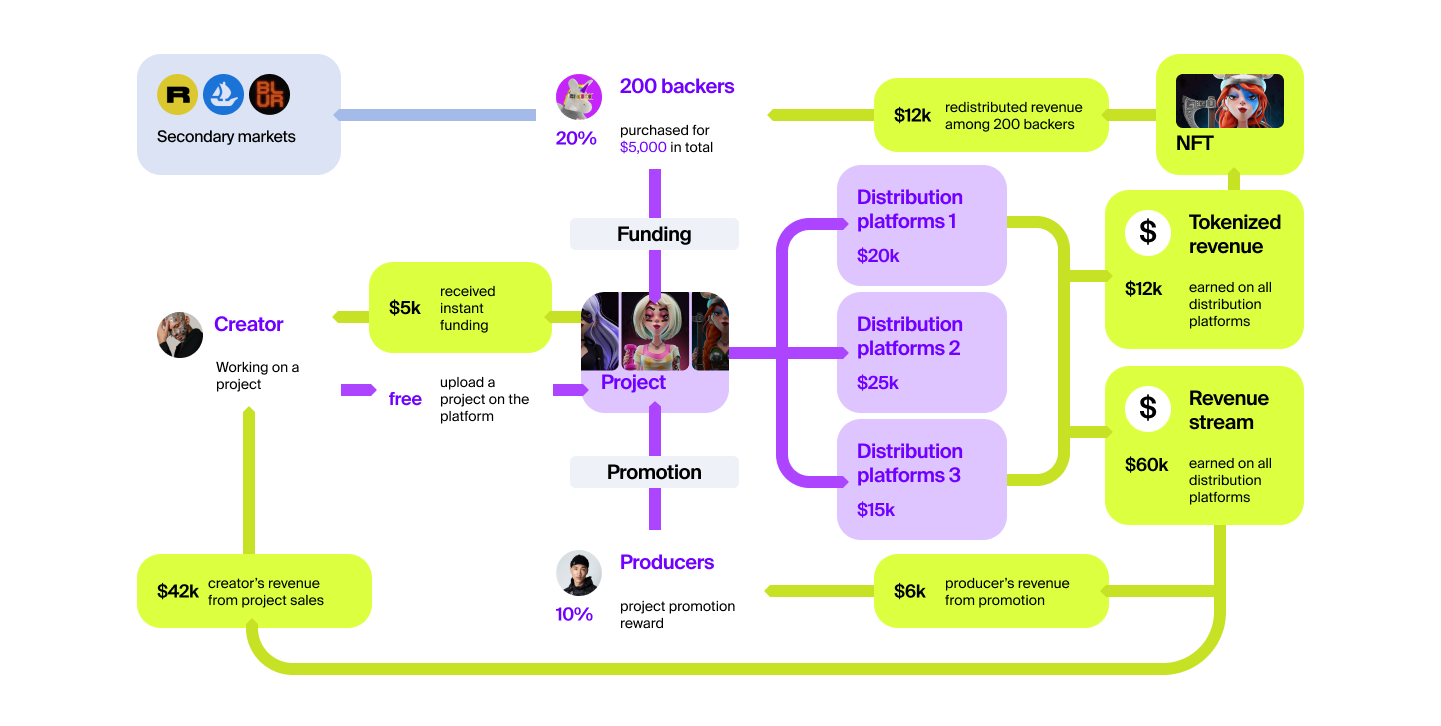 R
BL
UR
Secondary markets
200 backers
20%
purchased for
$5,000 in total
$12k
redistributed revenue
among 200 backers
NFT
Funding
Distribution
platforms 1
$20k
$
Tokenized
revenue
$12k
earned on all
distribution
platforms
Creator
Working on a
project
$5k
received
instant
funding
free
upload a
project on the
platform
Project
Distribution
platforms 2
$25k
Promotion
Distribution
platforms 3
$15k
$
Revenue
stream
$60k
earned on all
distribution
platforms
$42k
creator's revenue
from project sales
Producers
10%
project promotion
reward
$6k
producer's revenue
from promotion